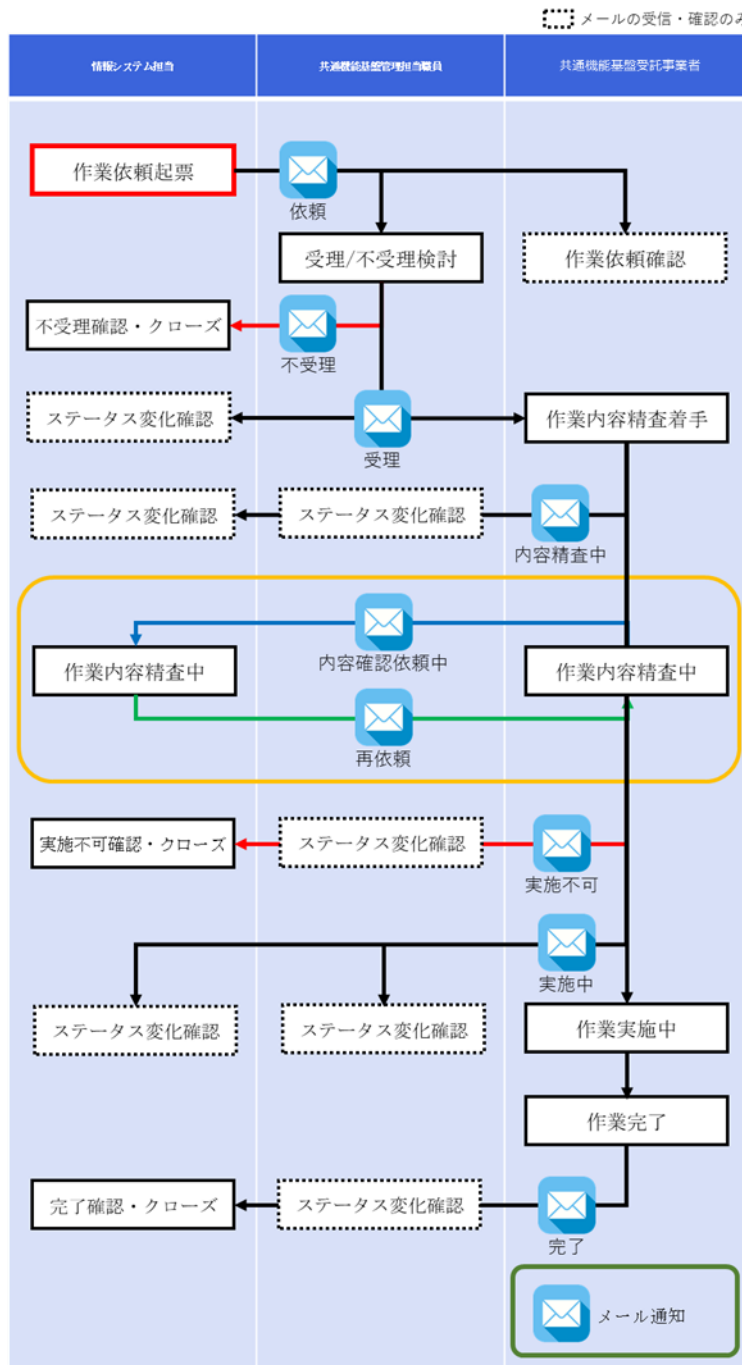 メールの受信・確認のみ
情報システム担当
共通機能基盤管理担当職員
共通機能基盤受託事業者
作業依頼起票
依頼
受理/不受理検討
作業依頼確認
不受理確認・クローズ
不受理
ステータス変化確認
受理
作業内容精査着手
ステータス変化確認
ステータス変化確認
内容精査中
内容確認依頼中
作業内容精査中
作業内容精査中
再依頼
実施不可確認・クローズ
ステータス変化確認
実施不可
実施中
ステータス変化確認
ステータス変化確認
作業実施中
作業完了
完了確認・クローズ
ステータス変化確認
完了
メール通知